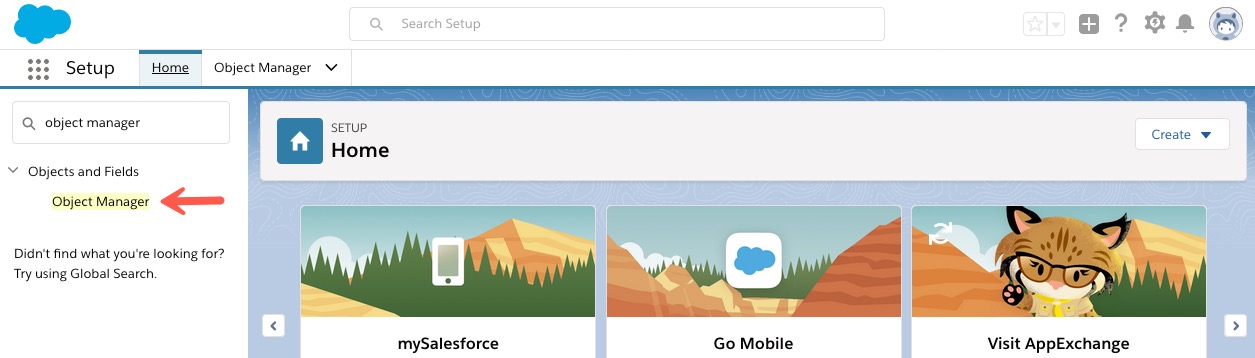 Search Setup
Setup
Home
Object Manager
object manager
Objects and Fields
Object Manager
Didn't find what you're looking for?
Try using Global Search.
SETUP
Home
Create
mySalesforce
Go Mobile
Visit AppExchange